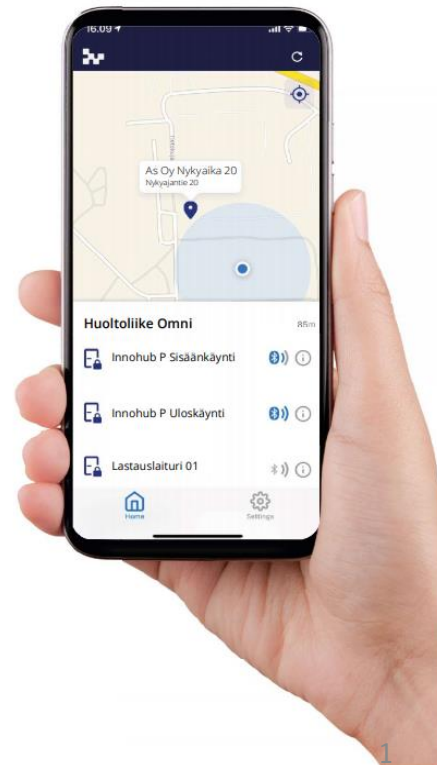 16.09
As Oy Nykyaika 20
Nykyajantie 20
Huoltoliike Omni
85m
Innohub P Sisäänkäynti
Innohub P Uloskäynti
Lastauslaituri 01
Home
Settings
1